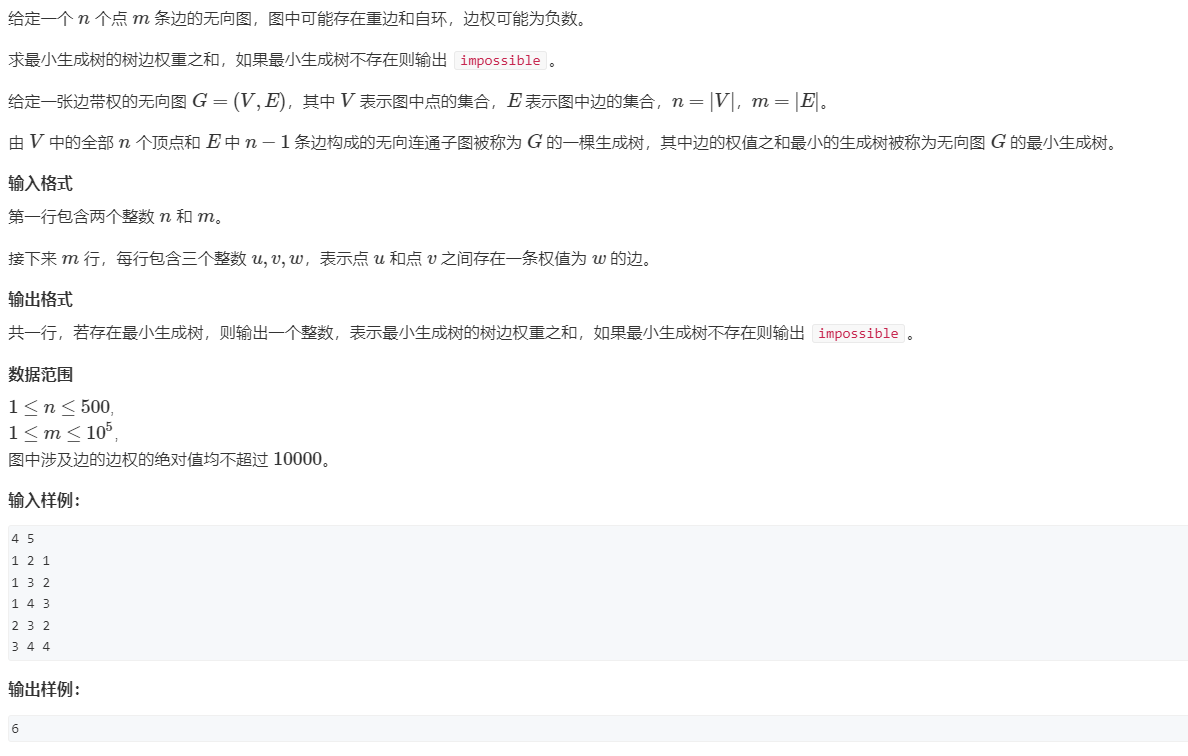 给定一个 n 个点 m 条边的无向图，图中可能存在重边和自环，边权可能为负数。
求最小生成树的树边权重之和，如果最小生成树不存在则输出 impossible 。
给定一张边带权的无向图 G = (V, E)，其中 V 表示图中点的集合，E 表示图中边的集合，n = |V|，m = |E|。
由 V 中的全部 n 个顶点和 E 中 n − 1 条边构成的无向连通子图被称为 G 的一棵生成树，其中边的权值之和最小的生成树被称为无向图 G 的最小生成树。
输入格式
第一行包含两个整数 n 和 m。
接下来 m 行，每行包含三个整数 u, v, w，表示点 u 和点 v 之间存在一条权值为 w 的边。
输出格式
共一行，若存在最小生成树，则输出一个整数，表示最小生成树的树边权重之和，如果最小生成树不存在则输出 impossible 。
数据范围
1 ≤ n ≤ 500,
1 ≤ m ≤ 10⁵,
图中涉及边的边权的绝对值均不超过 10000。
输入样例：
4 5
1 2 1
1 3 2
1 4 3
2 3 2
3 4 4
输出样例：
6